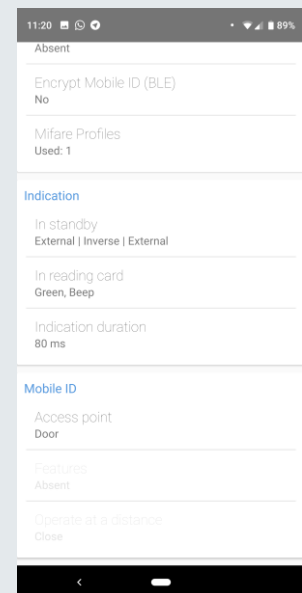 11:20
89%
Absent
Encrypt Mobile ID (BLE)
No
Mifare Profiles
Used: 1
Indication
In standby
External | Inverse | External
In reading card
Green, Beep
Indication duration
80 ms
Mobile ID
Access point
Door
Features
Absent
Operate at a distance
Close